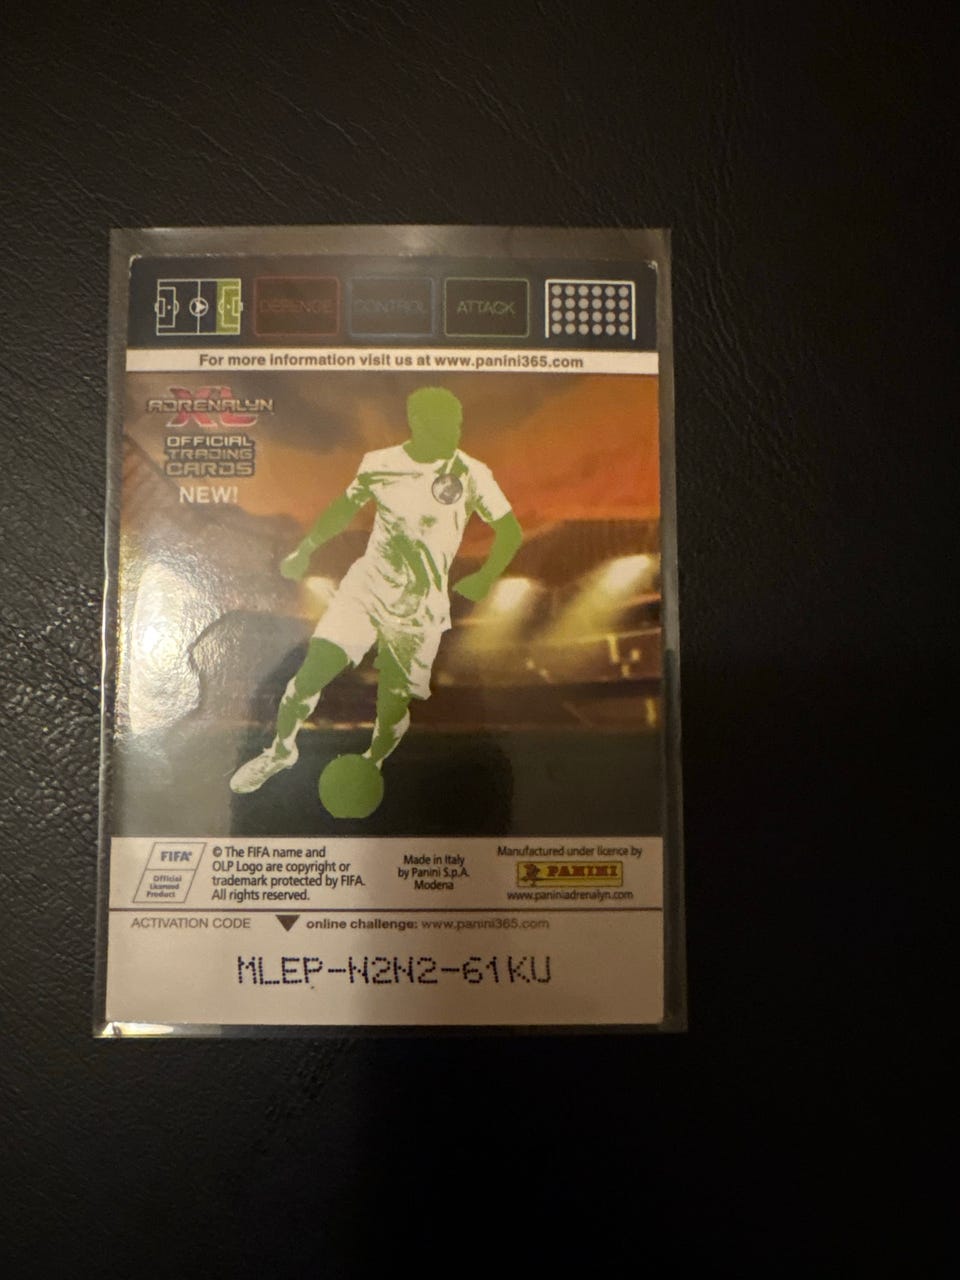 DEFENCE CONTROL ATTACK
For more information visit us at www.panini365.com
ADRENALYN
XL
OFFICIAL
TRADING
CARDS
NEW!
FIFA®
Official
Licensed
Product
© The FIFA name and
OLP Logo are copyright or
trademark protected by FIFA.
All rights reserved.
Made in Italy
by Panini S.p.A.
Modena
Manufactured under licence by
PANINI
www.paniniadrenalyn.com
ACTIVATION CODE online challenge: www.panini365.com
MLEP-N2N2-61KU